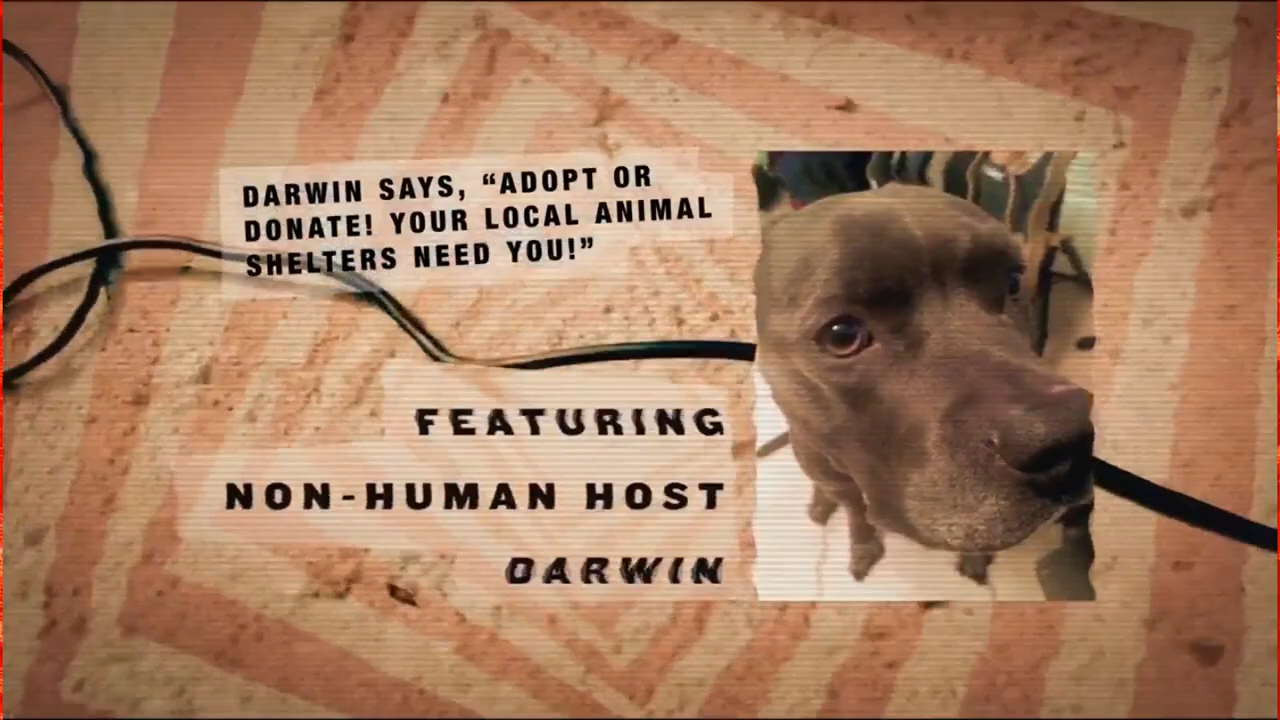 DARWIN SAYS, “ADOPT OR
DONATE! YOUR LOCAL ANIMAL
SHELTERS NEED YOU!”
FEATURING
NON-HUMAN HOST
DARWIN